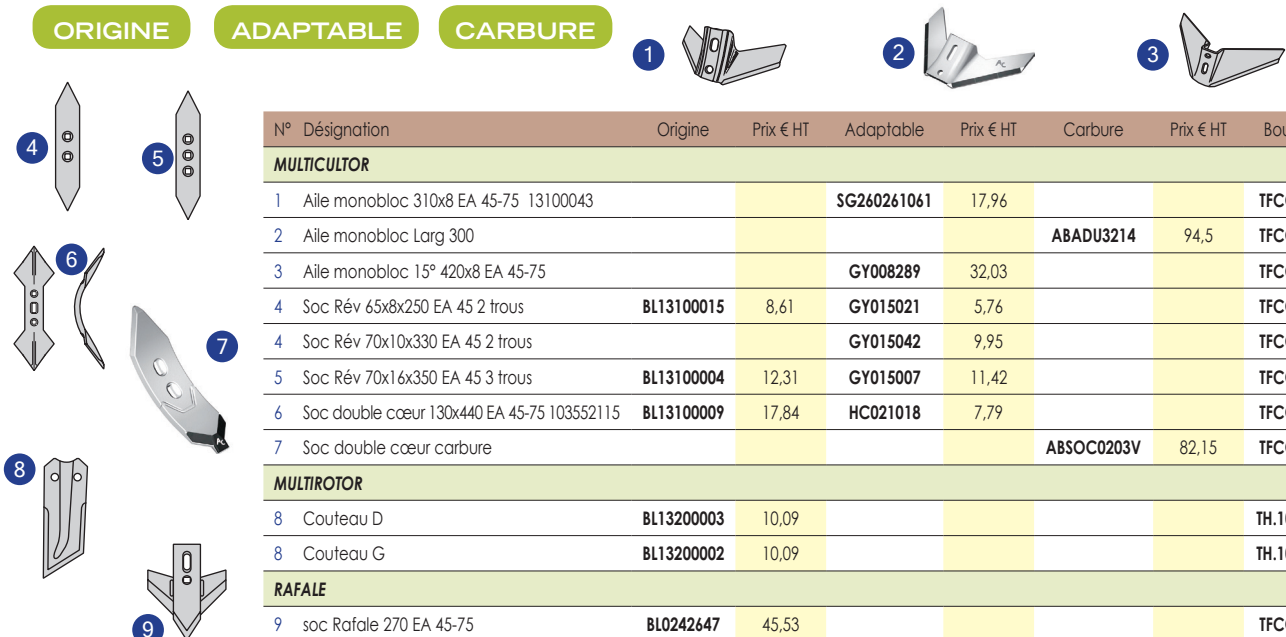 ORIGINE ADAPTABLE CARBURE
1 2 3
4 5
6
7
8
9
N° Désignation Origine Prix € HT Adaptable Prix € HT Carbure Prix € HT
MULTICULTOR
1 Aile monobloc 310x8 EA 45-75 13100043 SG260261061 17,96
2 Aile monobloc Larg 300 ABADU3214 94,5
3 Aile monobloc 15° 420x8 EA 45-75 GY008289 32,03
4 Soc Rév 65x8x250 EA 45 2 trous BL13100015 8,61 GY015021 5,76
4 Soc Rév 70x10x330 EA 45 2 trous GY015042 9,95
5 Soc Rév 70x16x350 EA 45 3 trous BL13100004 12,31 GY015007 11,42
6 Soc double cœur 130x440 EA 45-75 103552115 BL13100009 17,84 HC021018 7,79
7 Soc double cœur carbure ABSOC0203V 82,15
MULTIROTOR
8 Couteau D BL13200003 10,09
8 Couteau G BL13200002 10,09
RAFALE
9 soc Rafale 270 EA 45-75 BL0242647 45,53